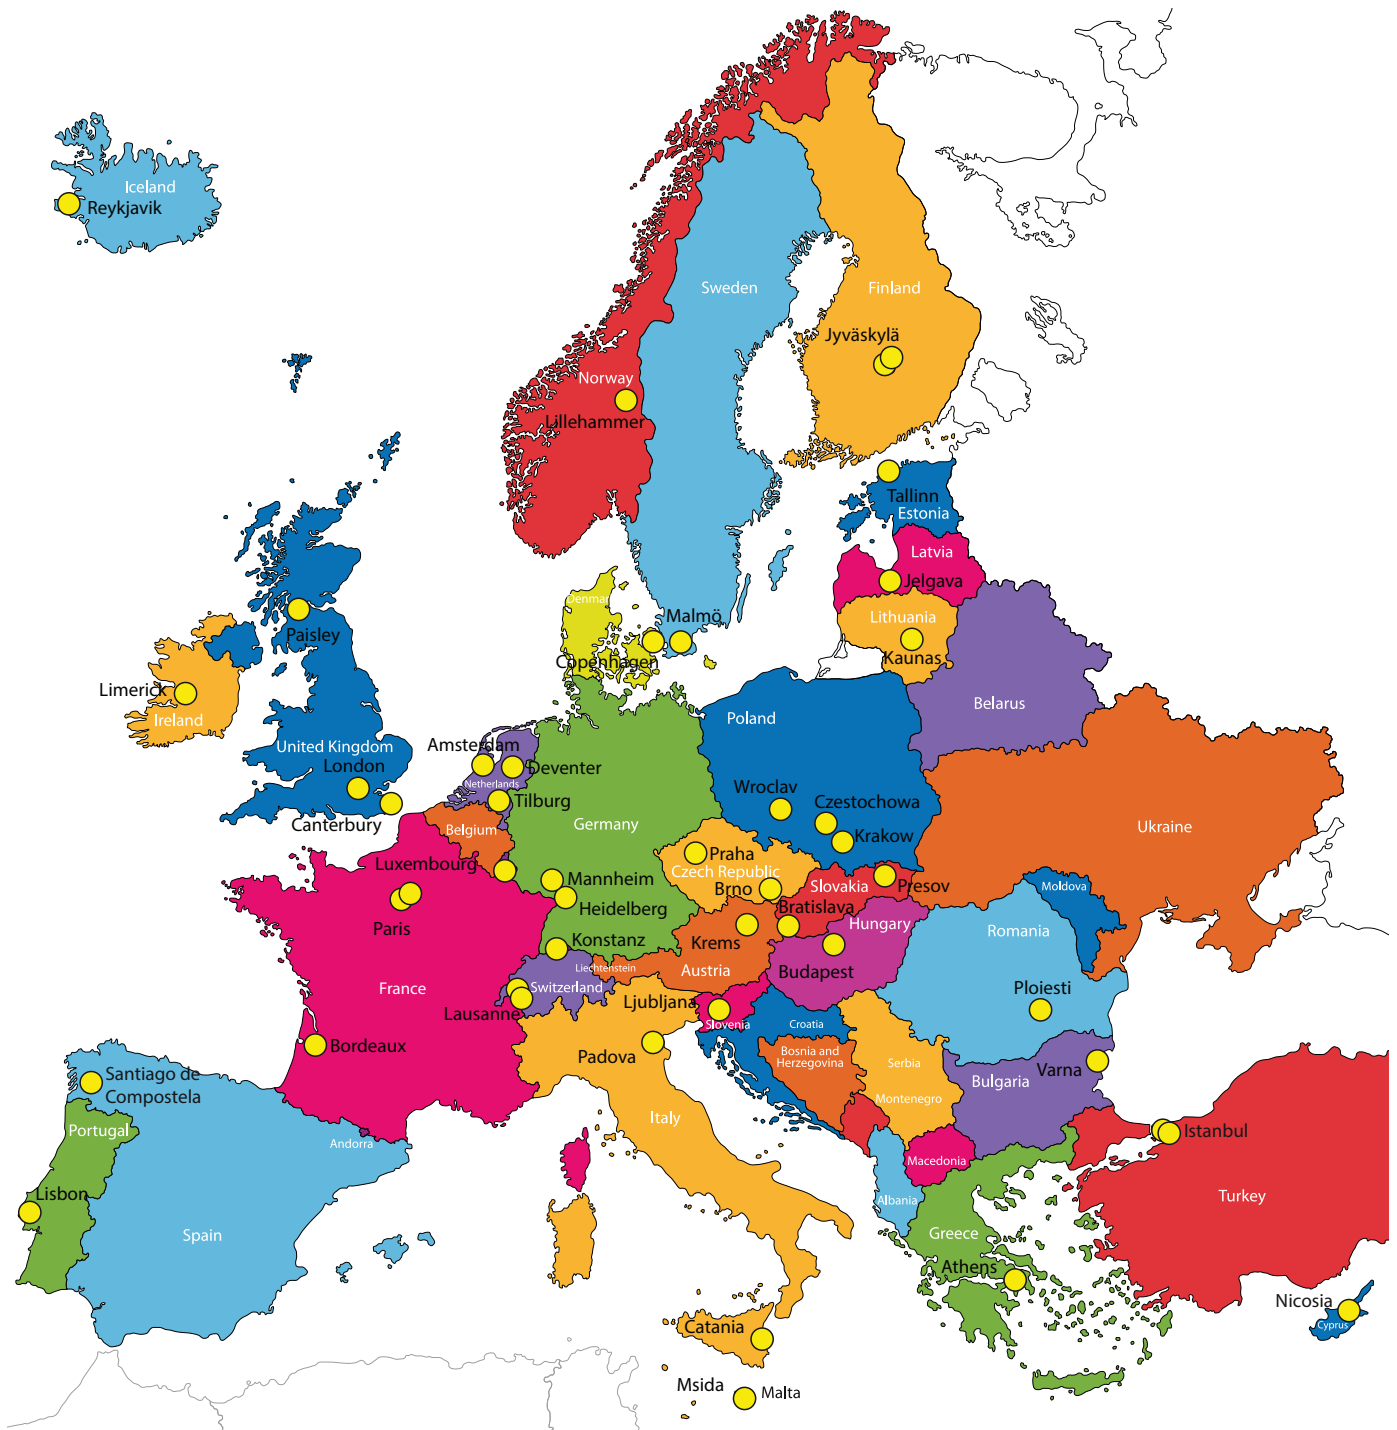 Iceland
Reykjavik
Sweden
Finland
Jyväskylä
Norway
Lillehammer
Tallinn
Estonia
Latvia
Jelgava
Denmar
Malmö
Lithuania
Paisley
Copenhagen
Kaunas
Limerick
Ireland
Belarus
Poland
United Kingdom
London
Amsterdam
Deventer
Netherlands
Wroclav
Tilburg
Czestochowa
Canterbury
Belgium
Germany
Krakow
Ukraine
Praha
Luxembourg
Czech Republic
Mannheim
Brno
Slovakia
Presov
Moldova
Heidelberg
Bratislava
Paris
Hungary
Romania
Konstanz
Krems
Liechtenstein
Austria
Budapest
France
Switzerland
Ploiesti
Lausanne
Ljubljana
Slovenia
Croatia
Bordeaux
Padova
Bosnia and
Herzegovina
Serbia
Varna
Santiago de
Compostela
Bulgaria
Montenegro
Italy
Portugal
Andorra
Istanbul
Macedonia
Lisbon
Albania
Turkey
Spain
Greece
Athens
Nicosia
Cyprus
Catania
Msida
Malta